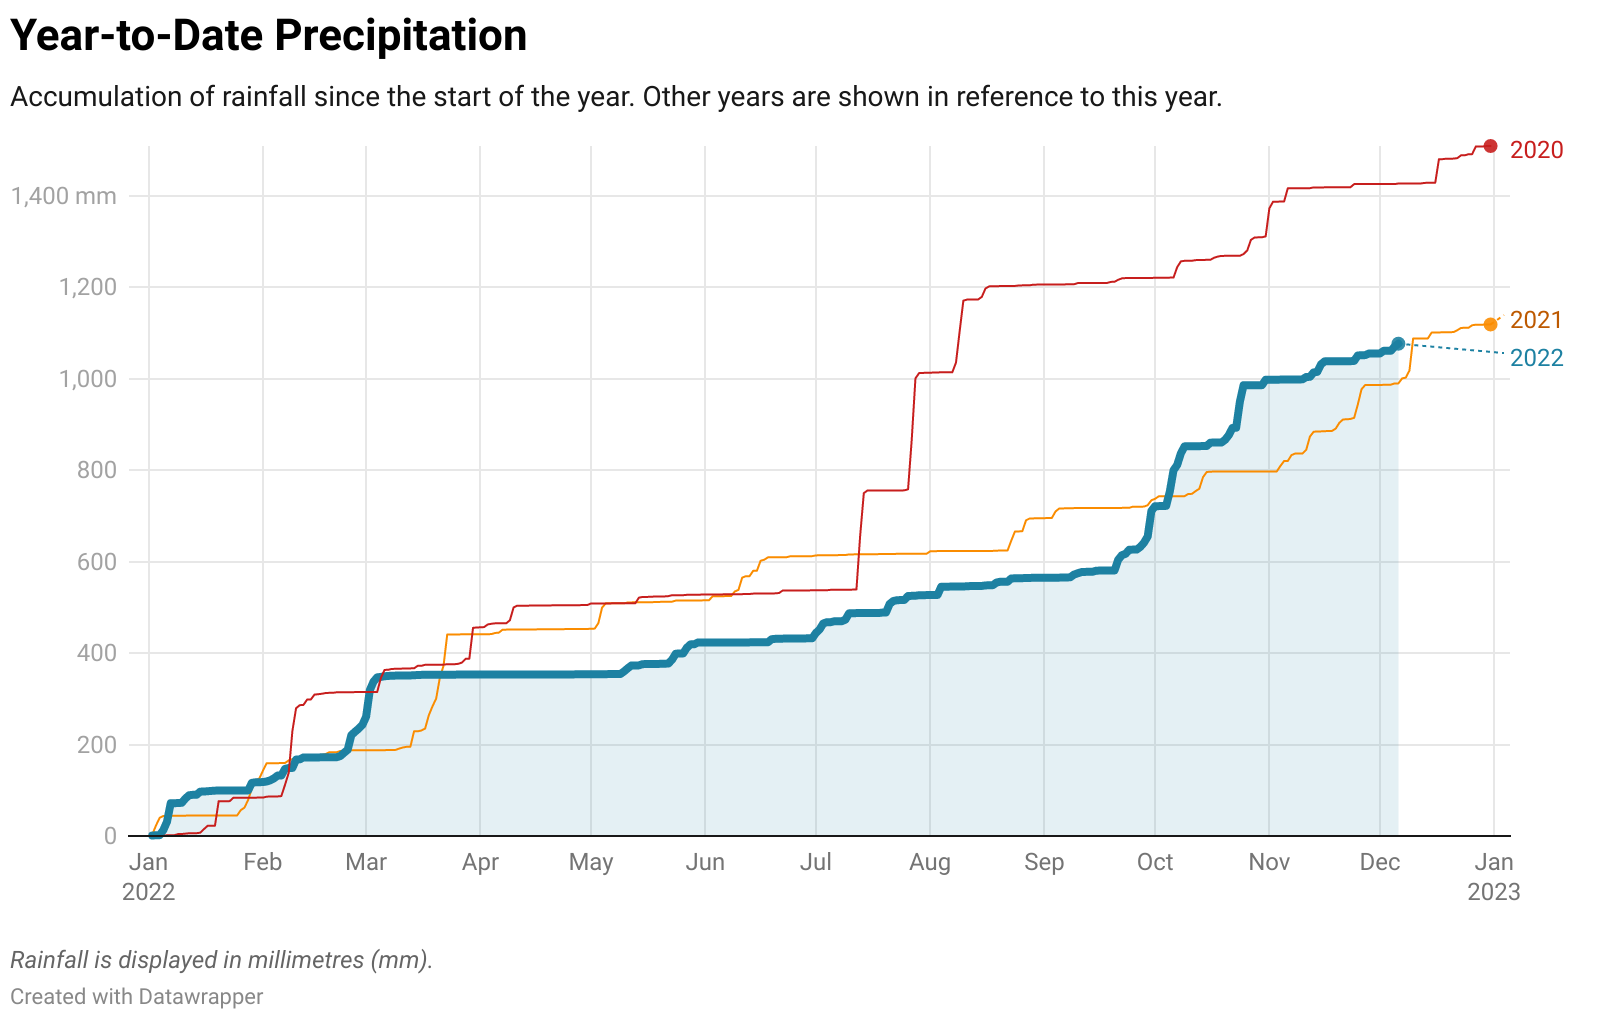 Year-to-Date Precipitation
Accumulation of rainfall since the start of the year. Other years are shown in reference to this year.
2020
1,400 mm
1,200
2021
2022
1,000
800
600
400
200
0
Jan Feb Mar Apr May Jun Jul Aug Sep Oct Nov Dec Jan
2022 2023
Rainfall is displayed in millimetres (mm).
Created with Datawrapper